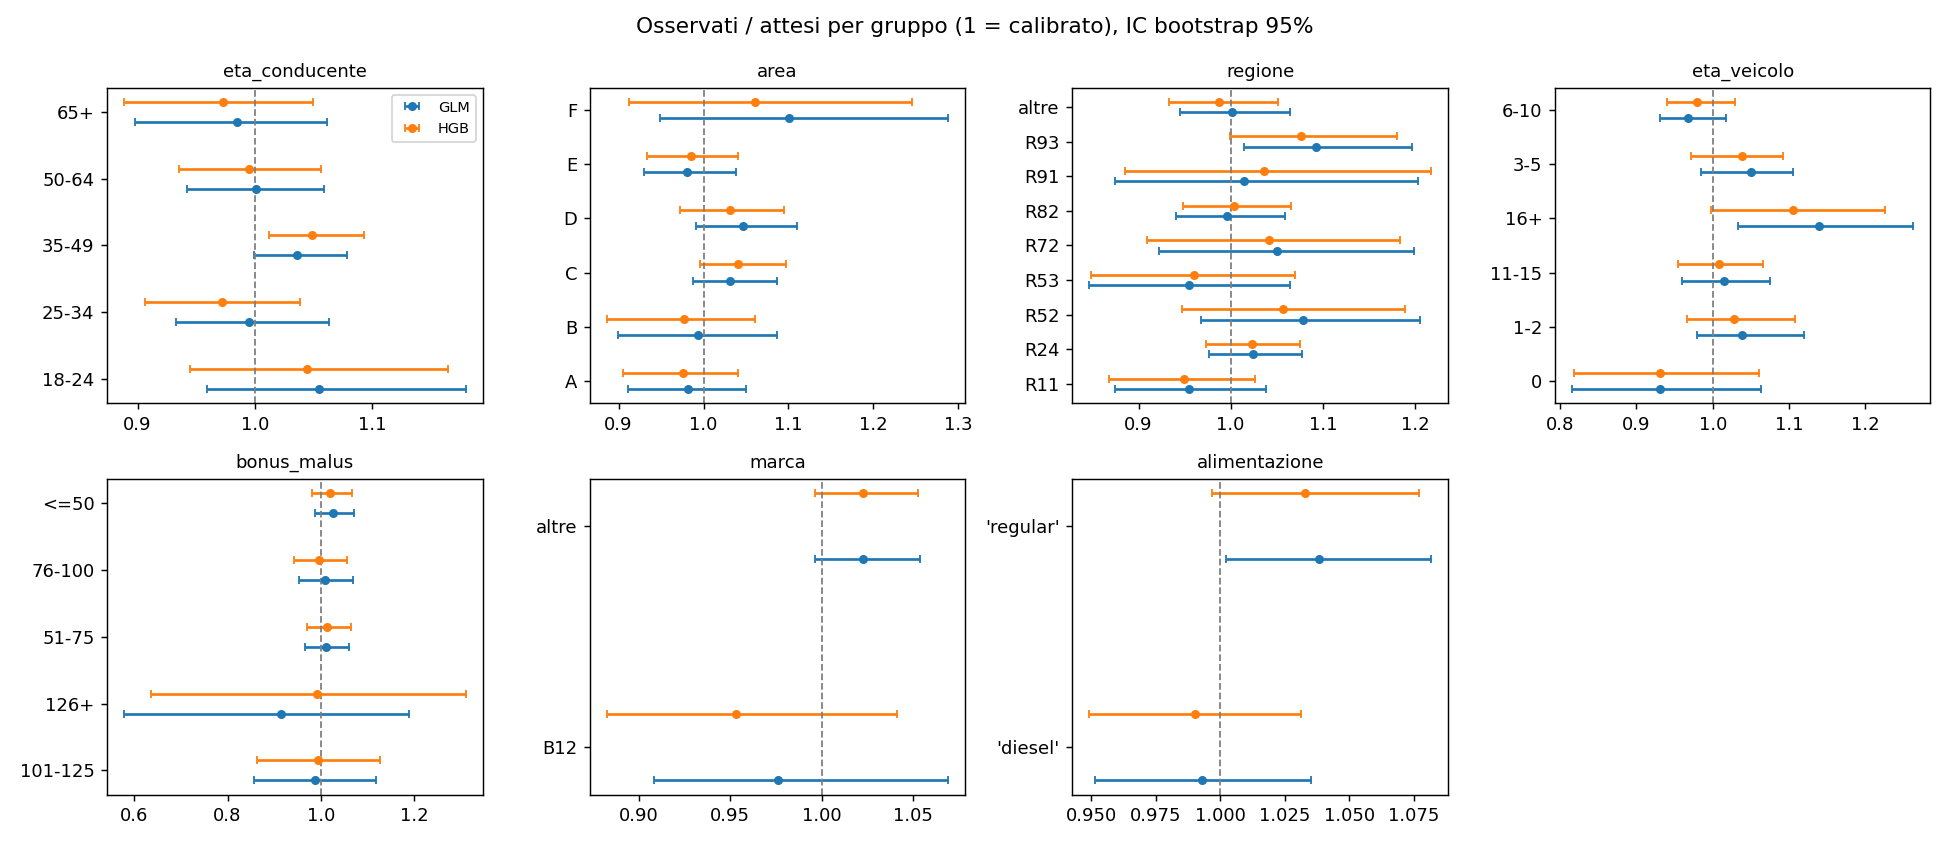 Osservati / attesi per gruppo (1 = calibrato), IC bootstrap 95%
eta_conducente
GLM
HGB
65+
50-64
35-49
25-34
18-24
0.9 1.0 1.1
area
F
E
D
C
B
A
0.9 1.0 1.1 1.2 1.3
regione
altre
R93
R91
R82
R72
R53
R52
R24
R11
0.9 1.0 1.1 1.2
eta_veicolo
6-10
3-5
16+
11-15
1-2
0
0.8 0.9 1.0 1.1 1.2
bonus_malus
<=50
76-100
51-75
126+
101-125
0.6 0.8 1.0 1.2
marca
altre
B12
0.90 0.95 1.00 1.05
alimentazione
'regular'
'diesel'
0.950 0.975 1.000 1.025 1.050 1.075